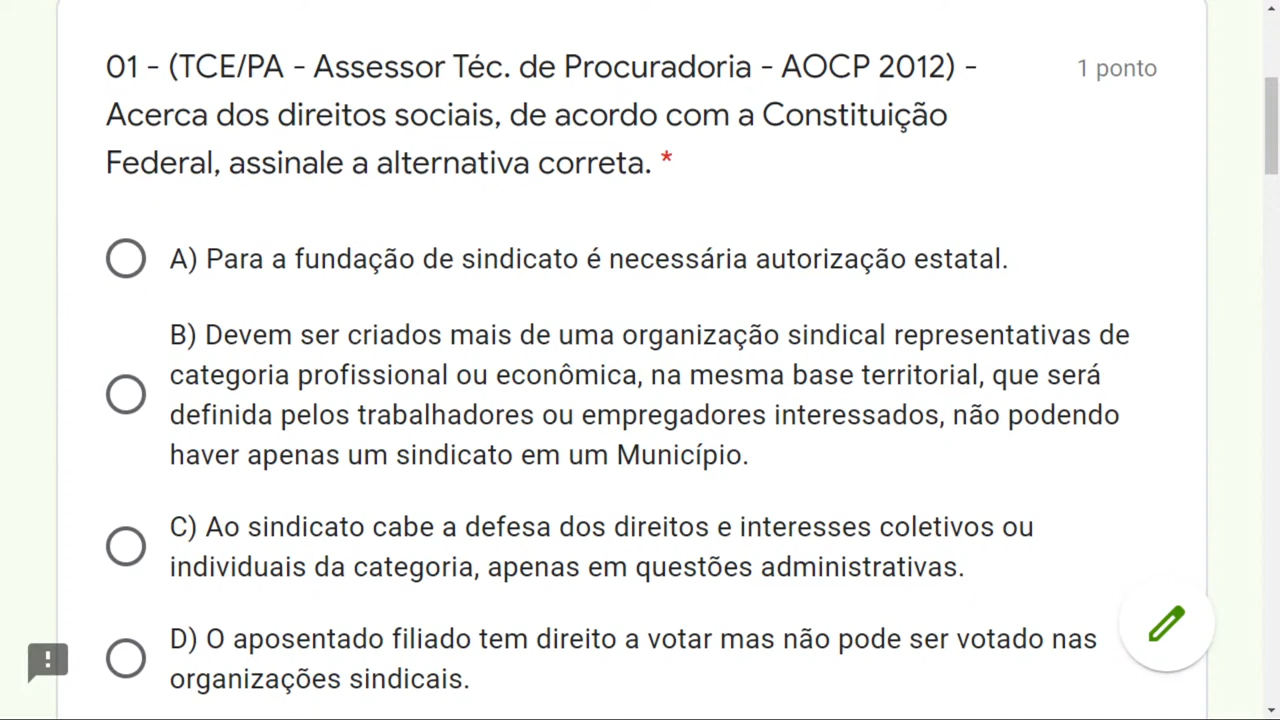 01 - (TCE/PA - Assessor Téc. de Procuradoria - AOCP 2012) -
1 ponto
Acerca dos direitos sociais, de acordo com a Constituição
Federal, assinale a alternativa correta. *
A) Para a fundação de sindicato é necessária autorização estatal.
B) Devem ser criados mais de uma organização sindical representativas de
categoria profissional ou econômica, na mesma base territorial, que será
definida pelos trabalhadores ou empregadores interessados, não podendo
haver apenas um sindicato em um Município.
C) Ao sindicato cabe a defesa dos direitos e interesses coletivos ou
individuais da categoria, apenas em questões administrativas.
D) O aposentado filiado tem direito a votar mas não pode ser votado nas
organizações sindicais.